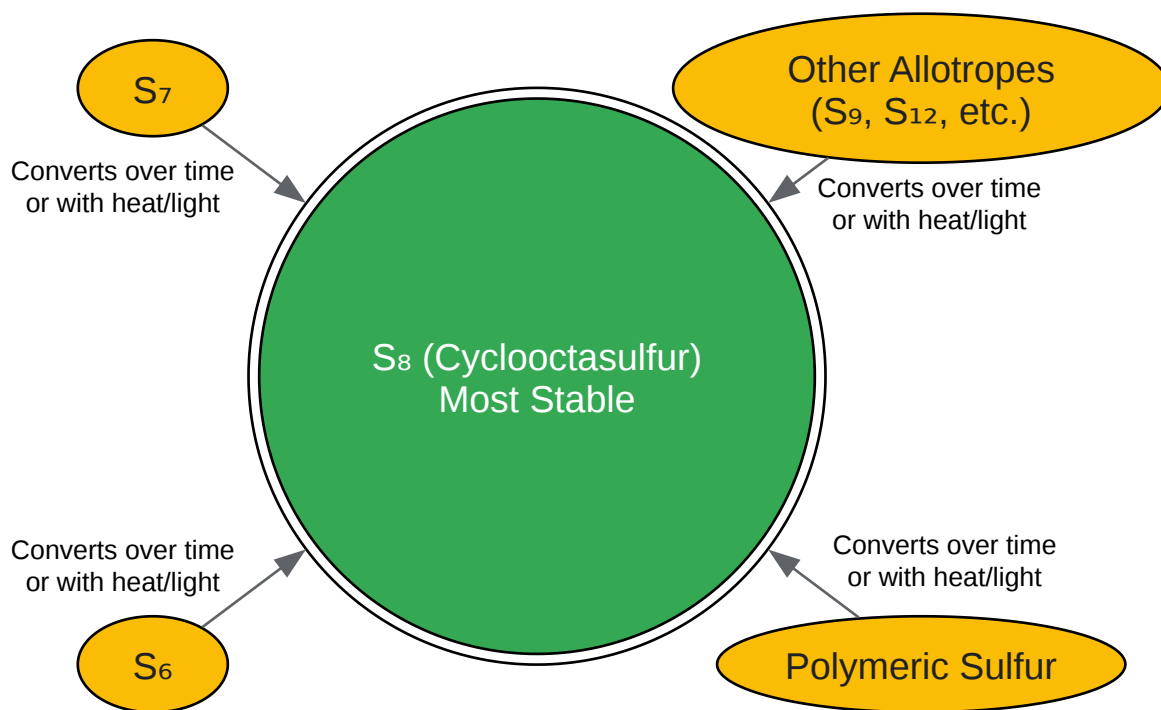 S₇
Other Allotropes
(S₉, S₁₂, etc.)
Converts over time
or with heat/light
Converts over time
or with heat/light
S₈ (Cyclooctasulfur)
Most Stable
Converts over time
or with heat/light
Converts over time
or with heat/light
S₆
Polymeric Sulfur